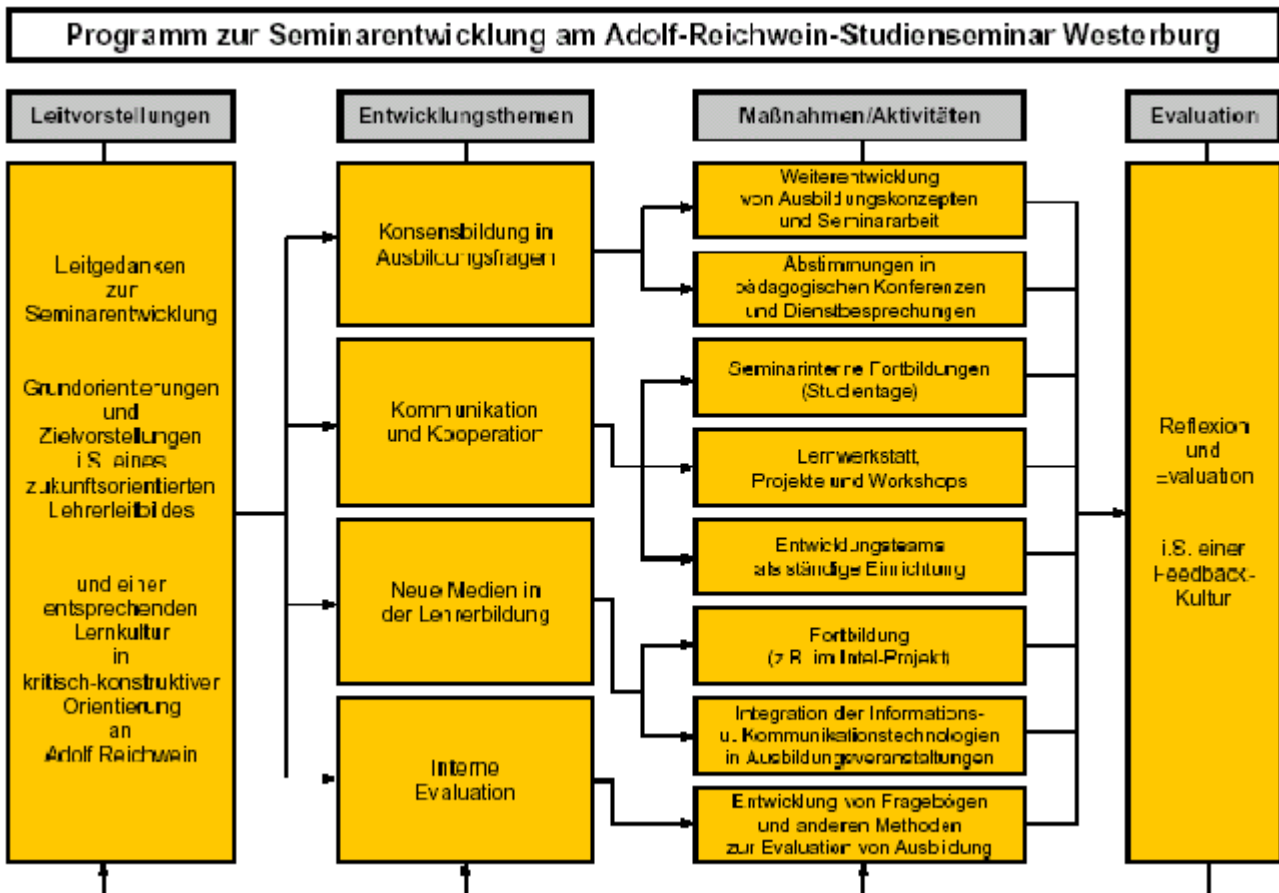 Programm zur Seminarentwicklung am Adolf-Reichwein-Studienseminar Westerburg
Leitvorstellungen
Entwicklungsthemen
Maßnahmen/Aktivitäten
Evaluation
Leitgedanken
zur
Seminarentwicklung
Grundorientierungen
und
Zielvorstellungen
i.S. eines
zukunftsorientierten
Lehrerleitbildes
und einer
entsprechenden
Lernkultur
in
kritisch-konstruktiver
Orientierung
an
Adolf Reichwein
Konsensbildung in
Ausbildungsfragen
Kommunikation
und Kooperation
Neue Medien in
der Lehrerbildung
Interne
Evaluation
Weiterentwicklung
von Ausbildungskonzepten
und Seminararbeit
Abstimmungen in
pädagogischen Konferenzen
und Dienstbesprechungen
Seminarinterne Fortbildungen
(Studientage)
Lernwerkstatt,
Projekte und Workshops
Entwicklungsteams
als ständige Einrichtung
Fortbildung
(z.B. im Intel-Projekt)
Integration der Informations-
u. Kommunikationstechnologien
in Ausbildungsveranstaltungen
Entwicklung von Fragebögen
und anderen Methoden
zur Evaluation von Ausbildung
Reflexion
und
Evaluation
i.S. einer
Feedback-
Kultur